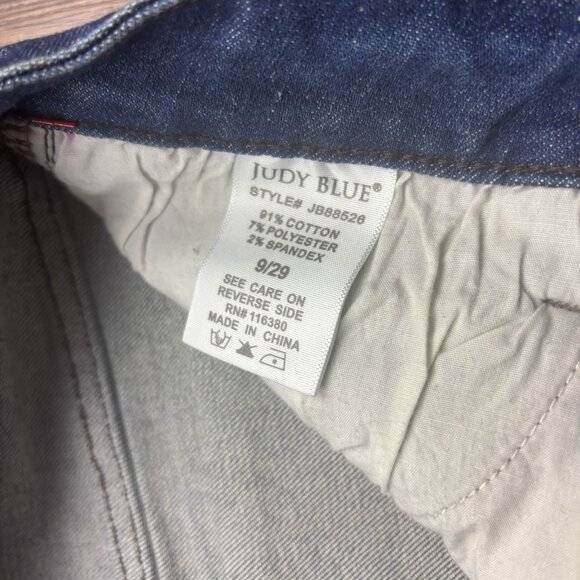 JUDY BLUE®
STYLE# JB88526
91% COTTON
7% POLYESTER
2% SPANDEX
9/29
SEE CARE ON
REVERSE SIDE
RN# 116380
MADE IN CHINA